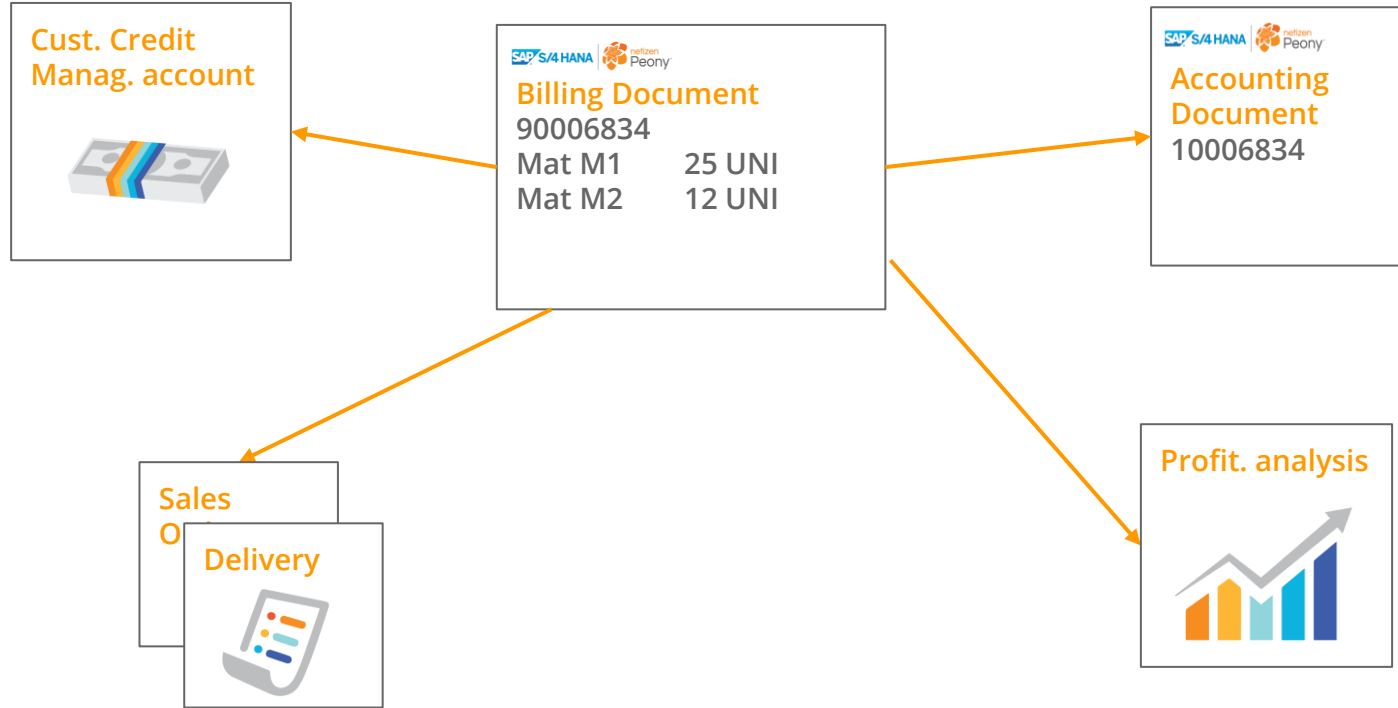 Cust. Credit
Manag. account
SAP S/4 HANA netizen Peony
Billing Document
90006834
Mat M1 25 UNI
Mat M2 12 UNI
SAP S/4 HANA netizen Peony
Accounting
Document
10006834
Sales
Delivery
Profit. analysis